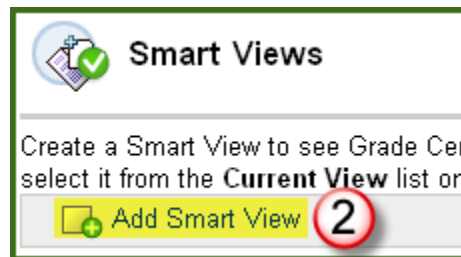 Smart Views
Create a Smart View to see Grade
select it from the Current View list
Add Smart View 2